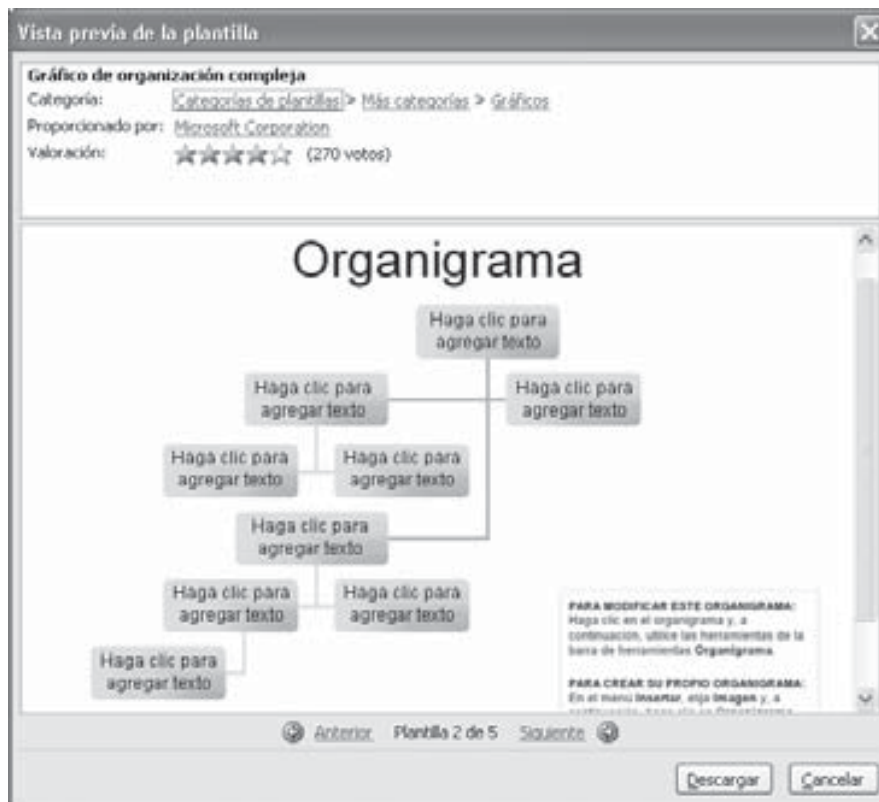 Vista previa de la plantilla
Gráfico de organización compleja
Categoría: Categorías de plantillas > Más categorías > Gráficos
Proporcionado por: Microsoft Corporation
Valoración: (270 votos)
Organigrama
Haga clic para
agregar texto
Haga clic para
agregar texto
Haga clic para
agregar texto
Haga clic para
agregar texto
Haga clic para
agregar texto
Haga clic para
agregar texto
Haga clic para
agregar texto
Haga clic para
agregar texto
Haga clic para
agregar texto
PARA MODIFICAR ESTE ORGANIGRAMA:
Haga clic en el organigrama y, a
continuación, utilice las herramientas de la
barra de herramientas Organigrama.
PARA CREAR SU PROPIO ORGANIGRAMA:
En el menú Insertar, elija Imagen y, a
Anterior Plantilla 2 de 5 Siguiente
Descargar Cancelar